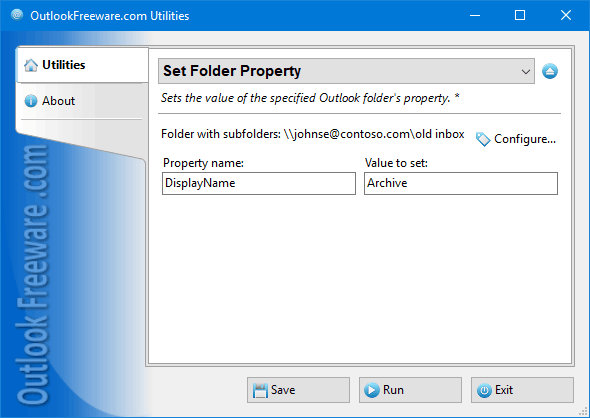 OutlookFreeware.com Utilities
Utilities
About
Outlook Freeware .com
Set Folder Property
Sets the value of the specified Outlook folder's property. *
Folder with subfolders: \\johnse@contoso.com\old inbox
Configure...
Property name: Value to set:
DisplayName Archive
Save Run Exit